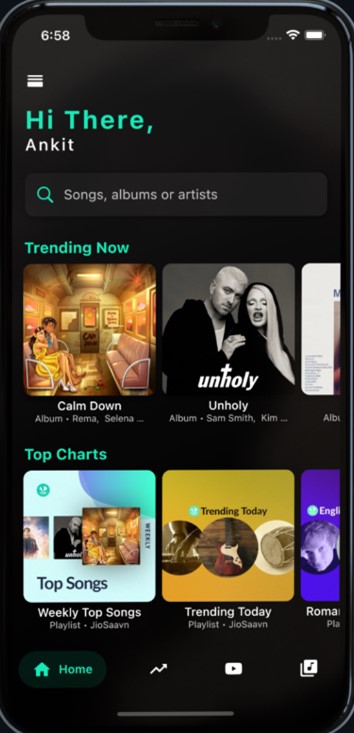 6:58
Hi There,
Ankit
Songs, albums or artists
Trending Now
unholy
M
Calm Down
Unholy
Album • Rema, Selena ...
Album • Sam Smith, Kim ...
Albu
Top Charts
Trending Today
Engli
WEEKLY
Top Songs
Weekly Top Songs
Trending Today
Roma
Playlist • JioSaavn
Playlist • JioSaavn
Pla
Home